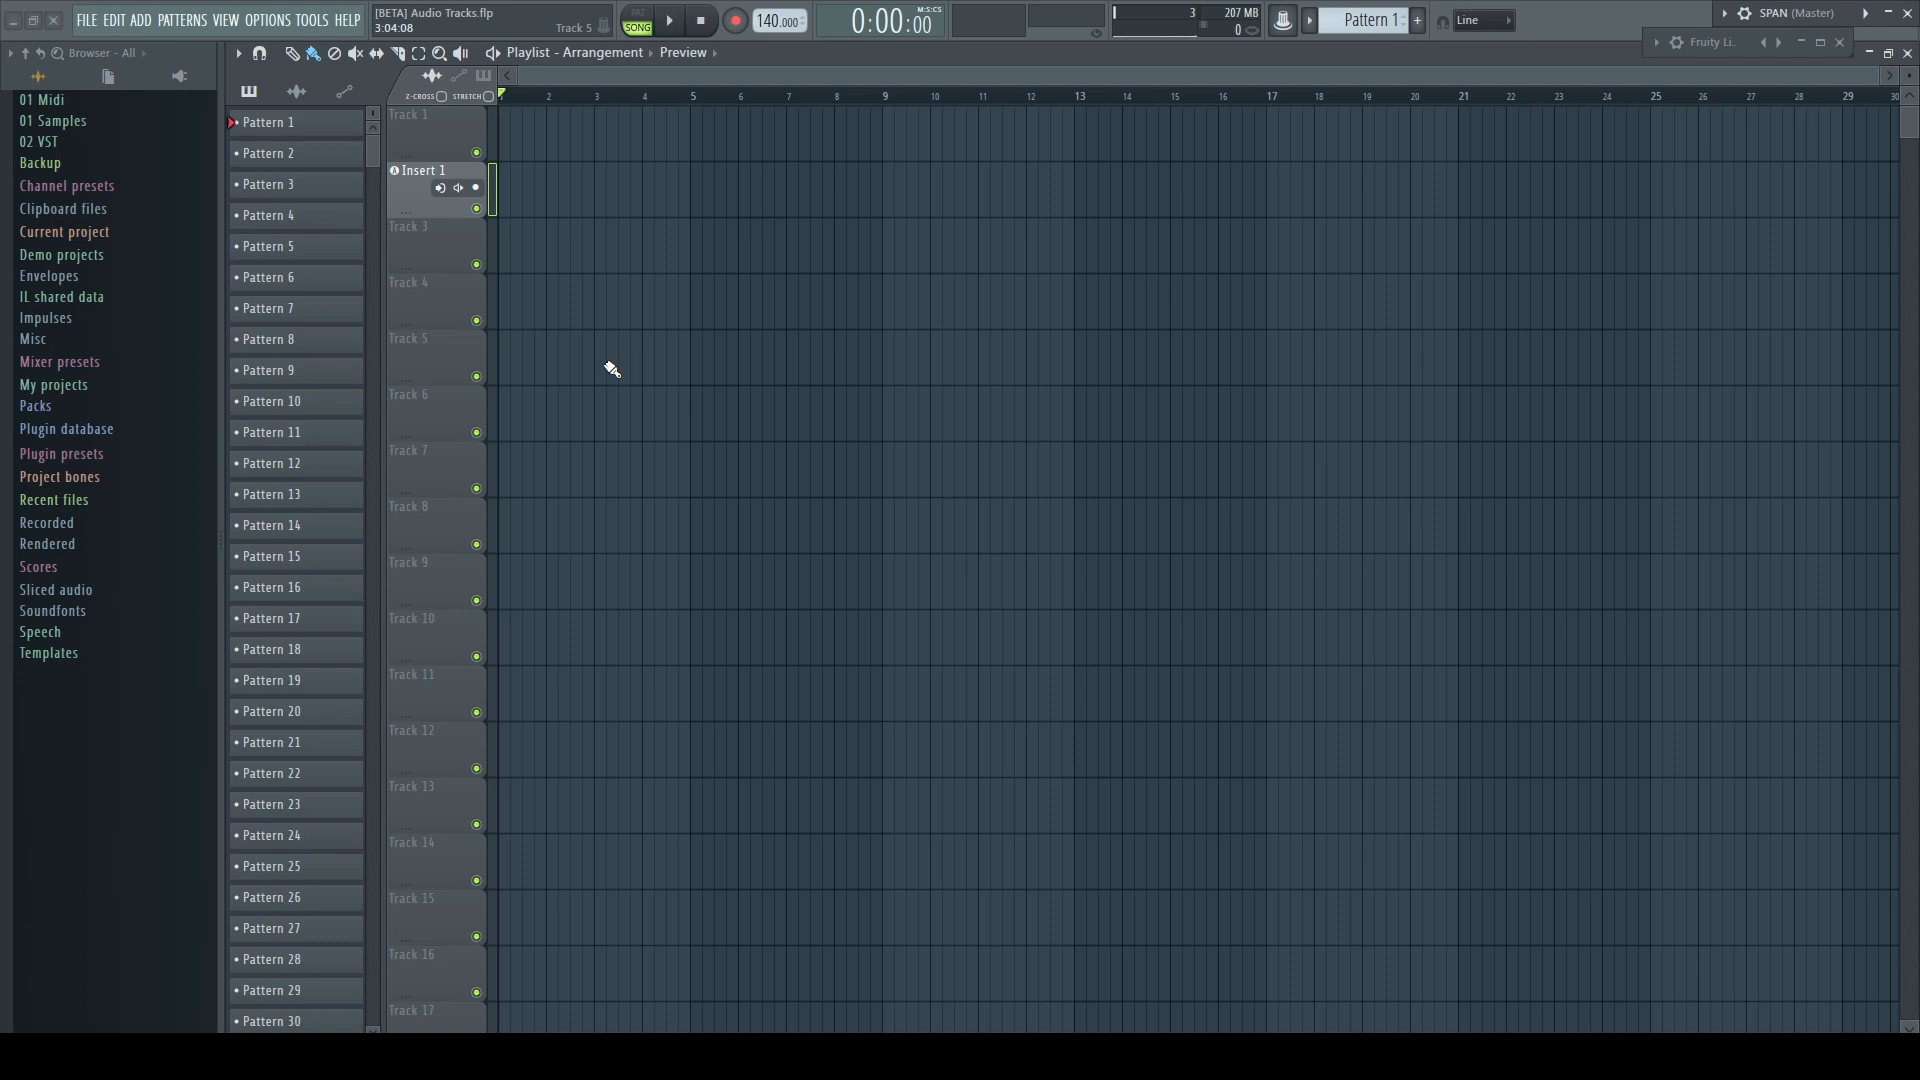 FILE EDIT ADD PATTERNS VIEW OPTIONS TOOLS HELP
[BETA] Audio Tracks.flp
3:04:08 Track 5
PAT
SONG
140.000
0:00:00
M:S:CS
3
207 MB
0
Pattern 1
Line
SPAN (Master)
Fruity Li..
Browser - All
Playlist - Arrangement Preview
Z-CROSS STRETCH
1 2 3 4 5 6 7 8 9 10 11 12 13 14 15 16 17 18 19 20 21 22 23 24 25 26 27 28 29 30
01 Midi
01 Samples
02 VST
Backup
Channel presets
Clipboard files
Current project
Demo projects
Envelopes
IL shared data
Impulses
Misc
Mixer presets
My projects
Packs
Plugin database
Plugin presets
Project bones
Recent files
Recorded
Rendered
Scores
Sliced audio
Soundfonts
Speech
Templates
Pattern 1
Pattern 2
Pattern 3
Pattern 4
Pattern 5
Pattern 6
Pattern 7
Pattern 8
Pattern 9
Pattern 10
Pattern 11
Pattern 12
Pattern 13
Pattern 14
Pattern 15
Pattern 16
Pattern 17
Pattern 18
Pattern 19
Pattern 20
Pattern 21
Pattern 22
Pattern 23
Pattern 24
Pattern 25
Pattern 26
Pattern 27
Pattern 28
Pattern 29
Pattern 30
Track 1
A Insert 1
Track 3
Track 4
Track 5
Track 6
Track 7
Track 8
Track 9
Track 10
Track 11
Track 12
Track 13
Track 14
Track 15
Track 16
Track 17